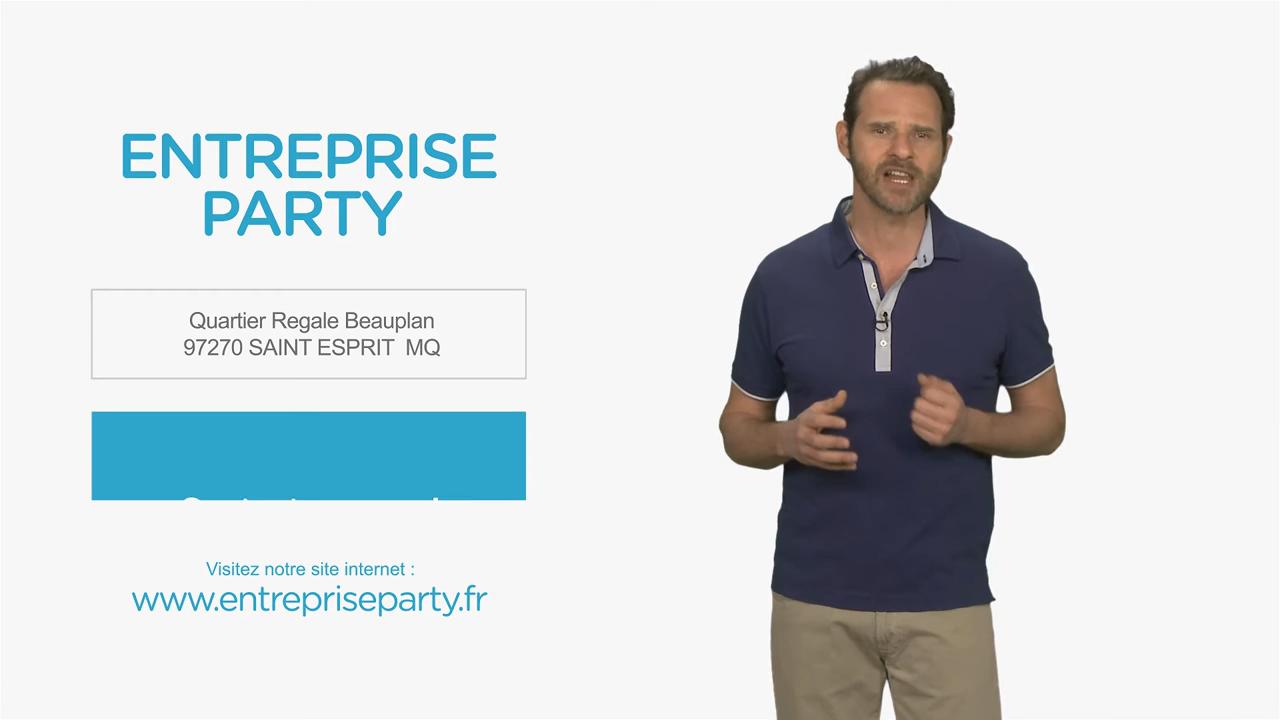 ENTREPRISE
PARTY
Quartier Regale Beauplan
97270 SAINT ESPRIT MQ
Visitez notre site internet :
www.entrepriseparty.fr